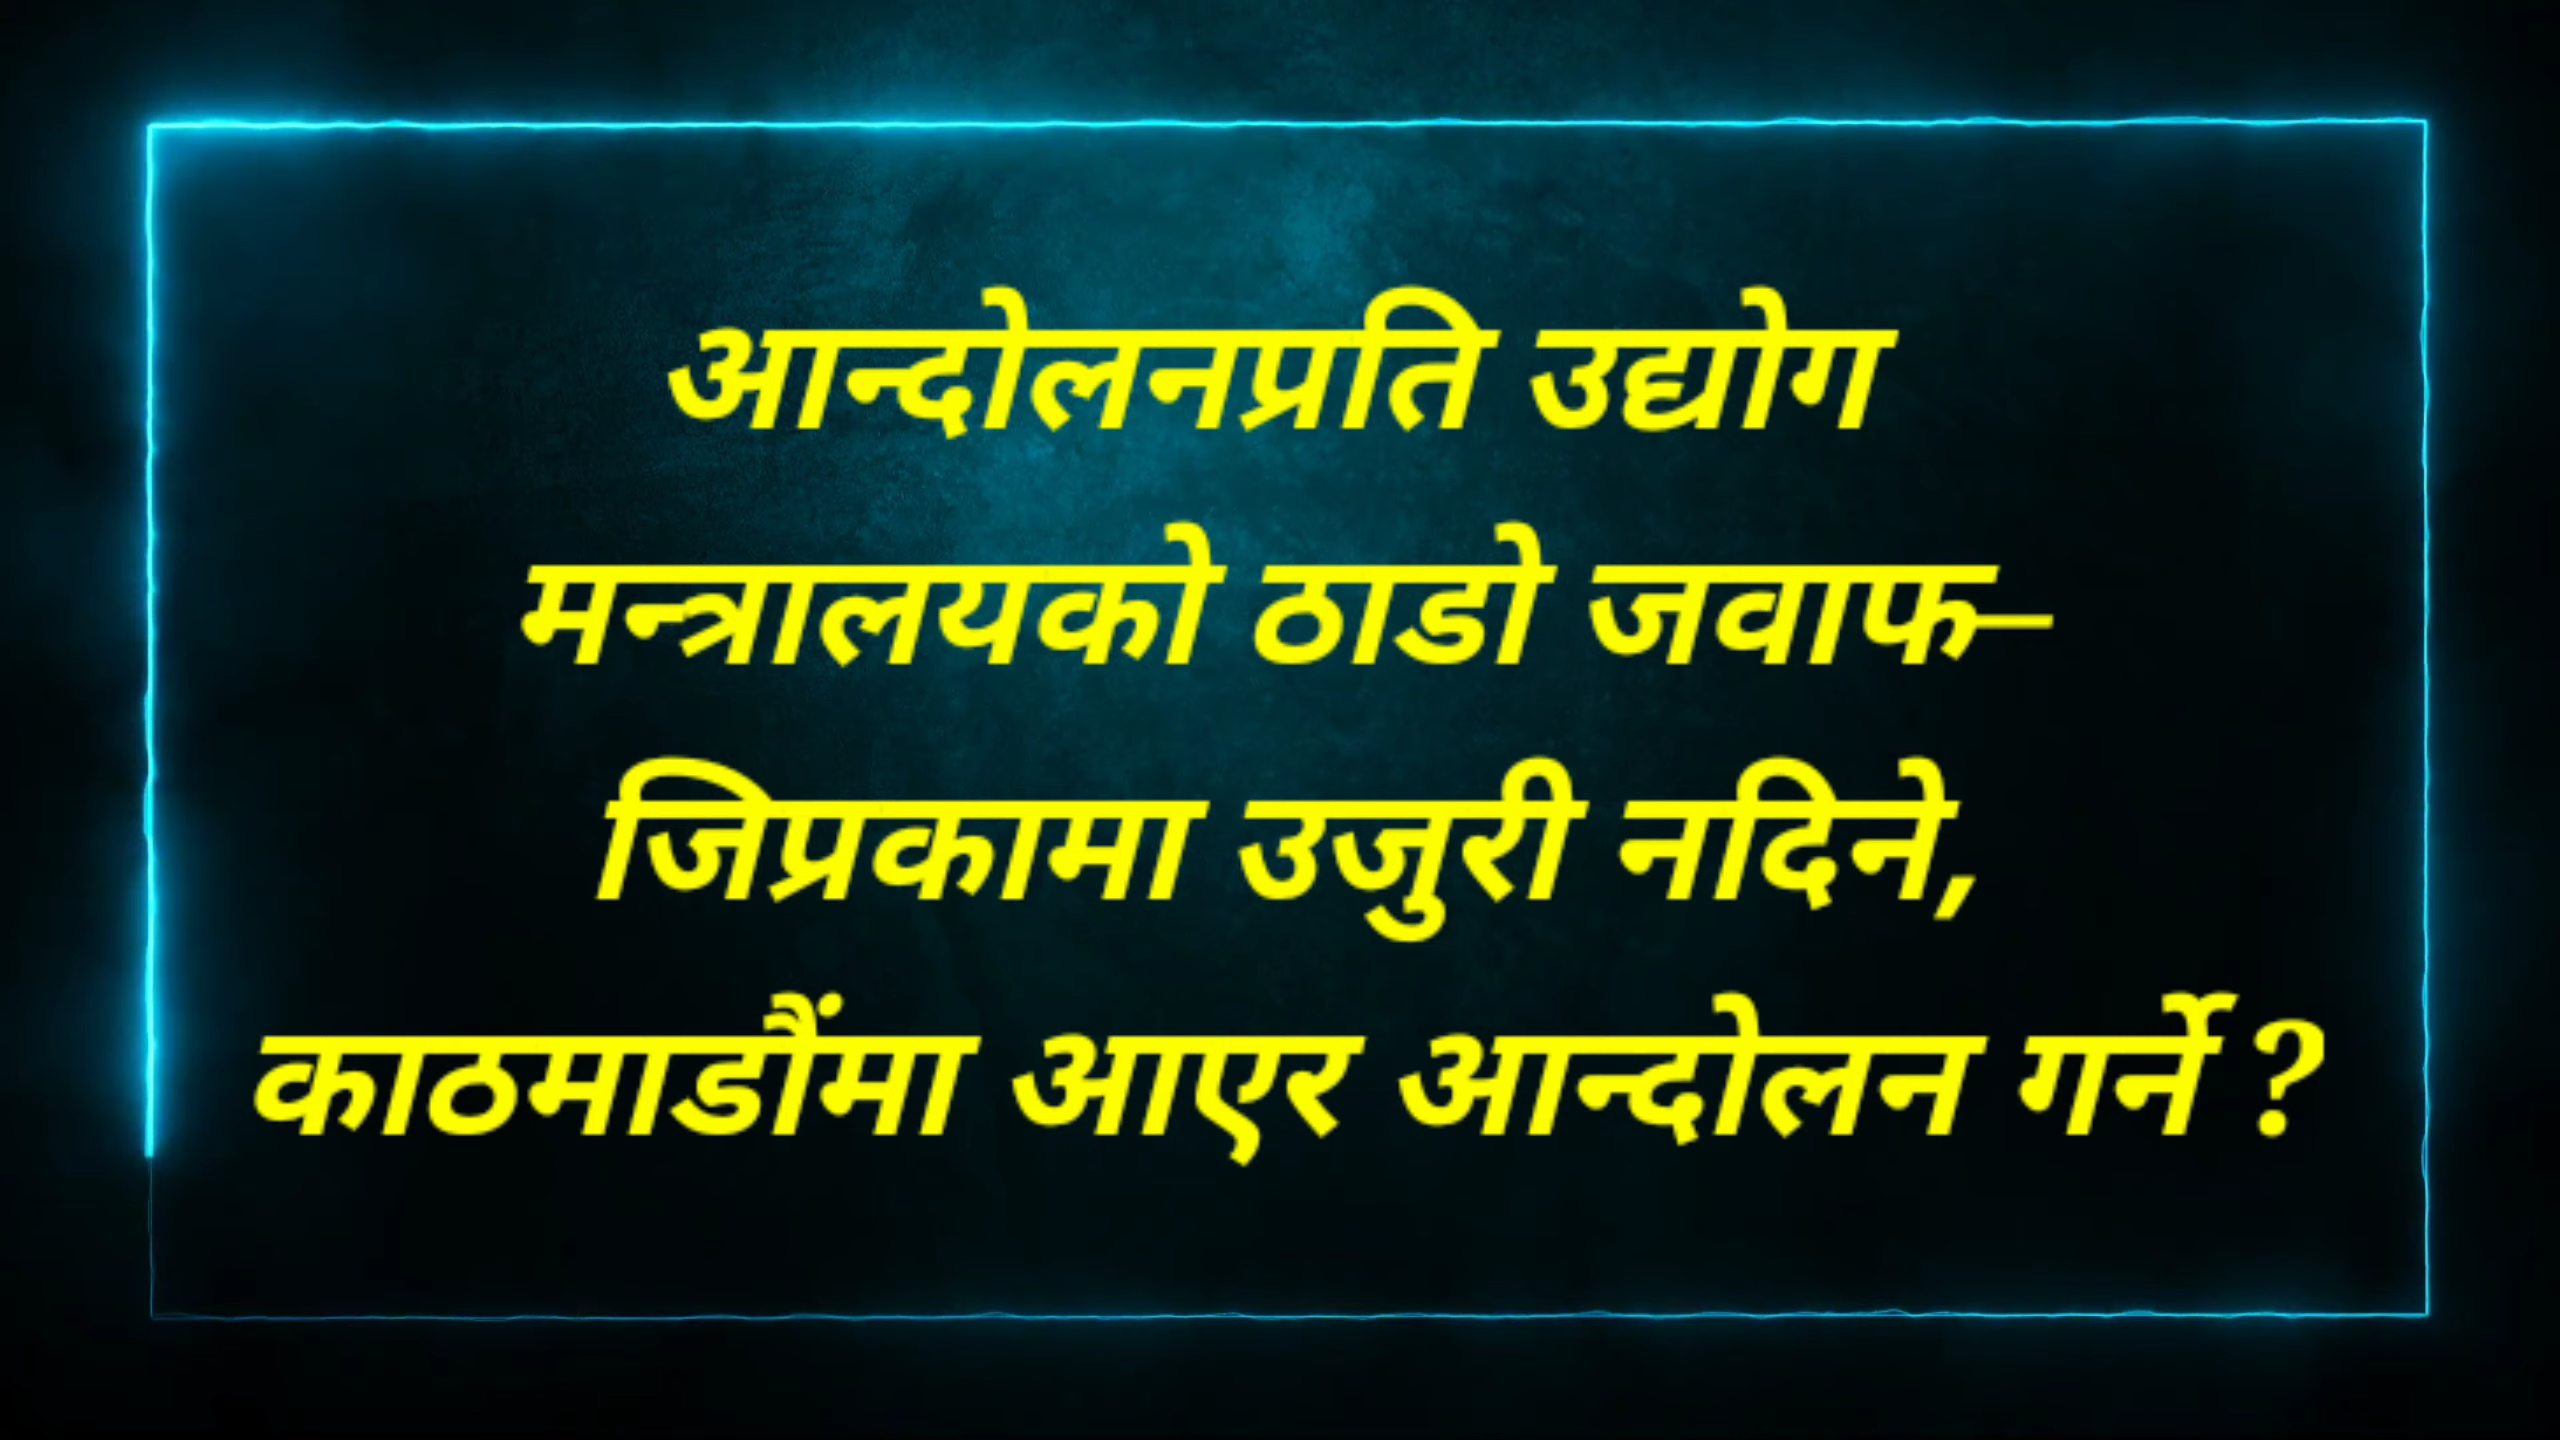 आन्दोलनप्रति उद्योग
मन्त्रालयको ठाडो जवाफ–
जिप्रकामा उजुरी नदिने,
काठमाडौंमा आएर आन्दोलन गर्ने ?